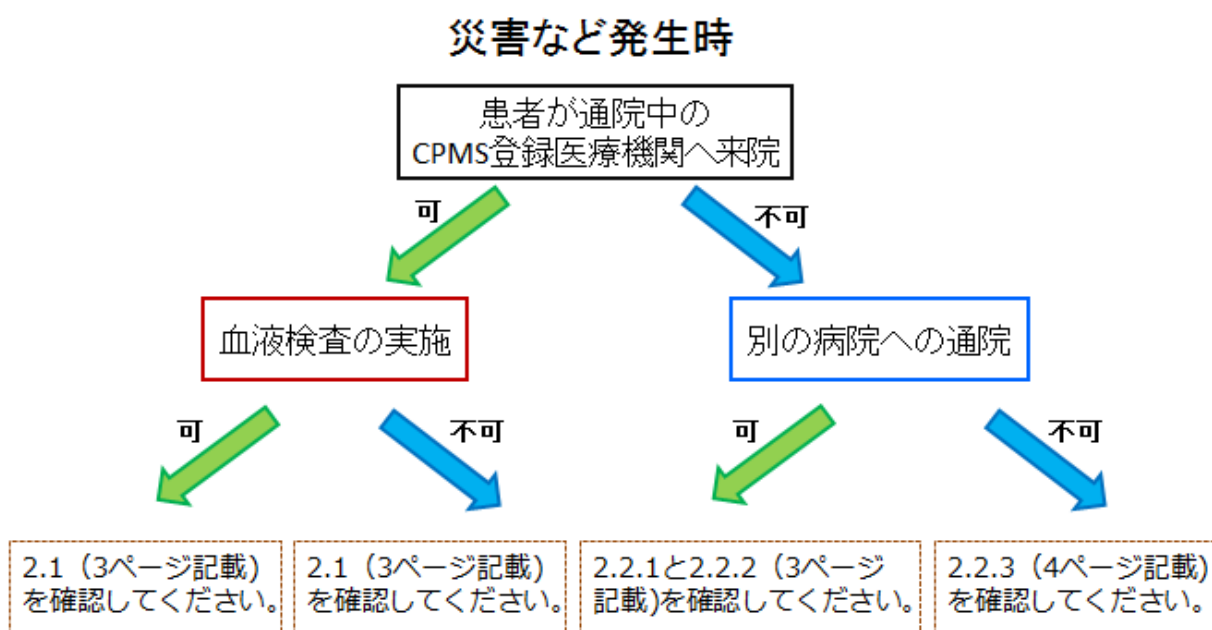 災害など発生時
患者が通院中の
CPMS登録医療機関へ来院
可
不可
血液検査の実施
別の病院への通院
可
不可
可
不可
2.1（3ページ記載）
を確認してください。
2.1（3ページ記載）
を確認してください。
2.2.1と2.2.2（3ページ
記載)を確認してください。
2.2.3（4ページ記載)
を確認してください。